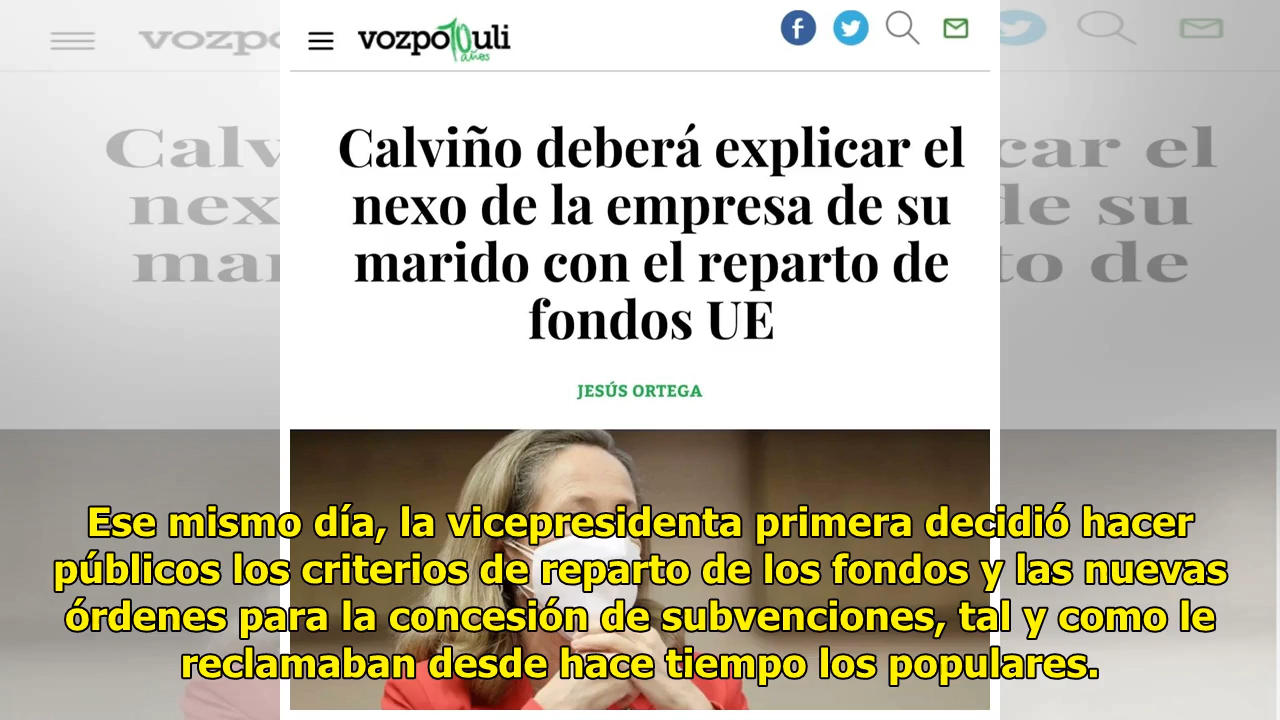 vozpo10uli
años
Calviño deberá explicar el
nexo de la empresa de su
marido con el reparto de
fondos UE
JESÚS ORTEGA
Ese mismo día, la vicepresidenta primera decidió hacer
públicos los criterios de reparto de los fondos y las nuevas
órdenes para la concesión de subvenciones, tal y como le
reclamaban desde hace tiempo los populares.